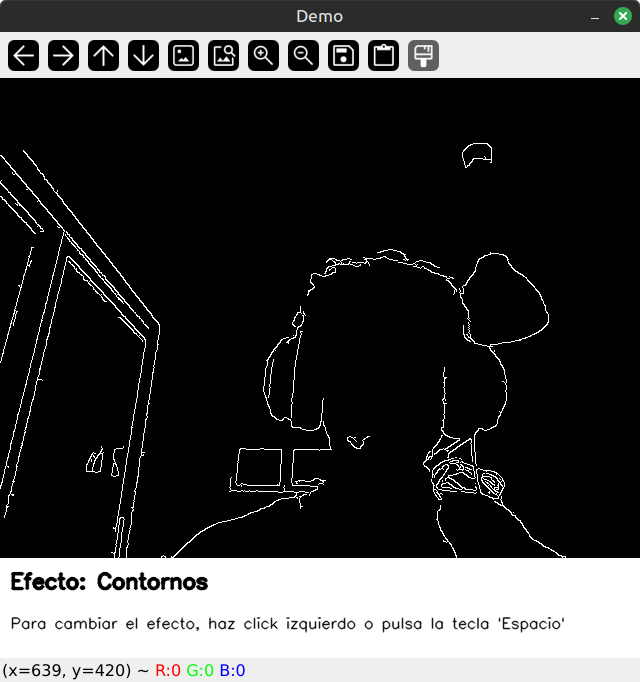 Demo
Efecto: Contornos
Para cambiar el efecto, haz click izquierdo o pulsa la tecla 'Espacio'
(x=639, y=420) ~ R:0 G:0 B:0